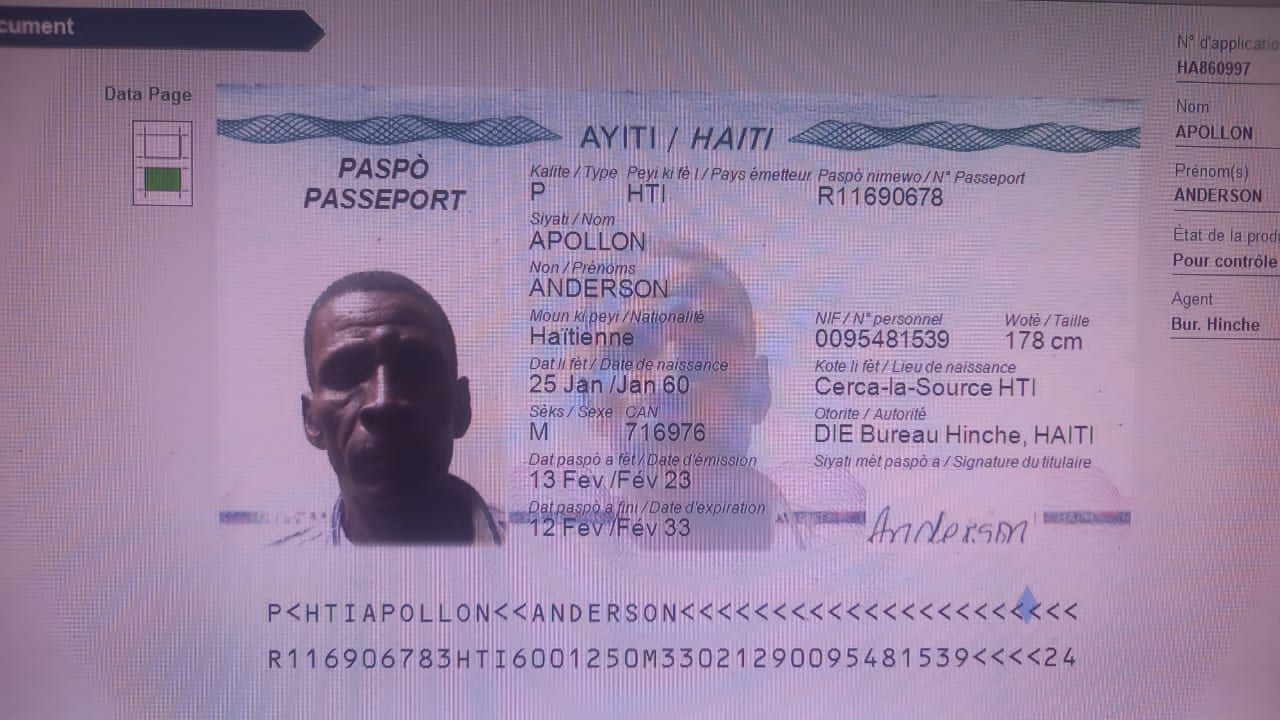 cument
Data Page
AYITI / HAITI
PASPÒ
PASSEPORT
Kalite / Type Peyi ki fè l / Pays émetteur Paspò nimewo / N° Passeport
P HTI R11690678
Siyati / Nom
APOLLON
Non / Prénoms
ANDERSON
Moun ki peyi / Nationalité
Haïtienne
NIF / N° personnel Wotè / Taille
0095481539 178 cm
Dat li fèt / Date de naissance
25 Jan /Jan 60
Kote li fèt / Lieu de naissance
Cerca-la-Source HTI
Sèks / Sexe CAN
M 716976
Otorite / Autorité
DIE Bureau Hinche, HAITI
Dat paspò a fèt / Date d'émission
13 Fev /Fév 23
Siyati mèt paspò a / Signature du titulaire
Dat paspò a fini / Date d'expiration
12 Fev /Fév 33
Anderson
P<HTIAPOLLON<<ANDERSON<<<<<<<<<<<<<<<<<<<<<<
R116906783HTI6001250M33021290095481539<<<<24
N° d'applicatio
HA860997
Nom
APOLLON
Prénom(s)
ANDERSON
État de la prod
Pour contrôle
Agent
Bur. Hinche